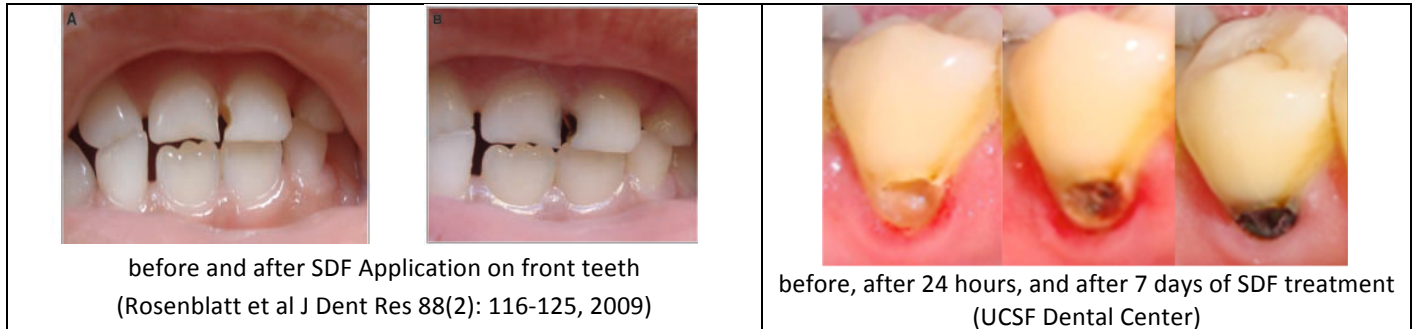 A
B
before and after SDF Application on front teeth
(Rosenblatt et al J Dent Res 88(2): 116-125, 2009)
before, after 24 hours, and after 7 days of SDF treatment
(UCSF Dental Center)